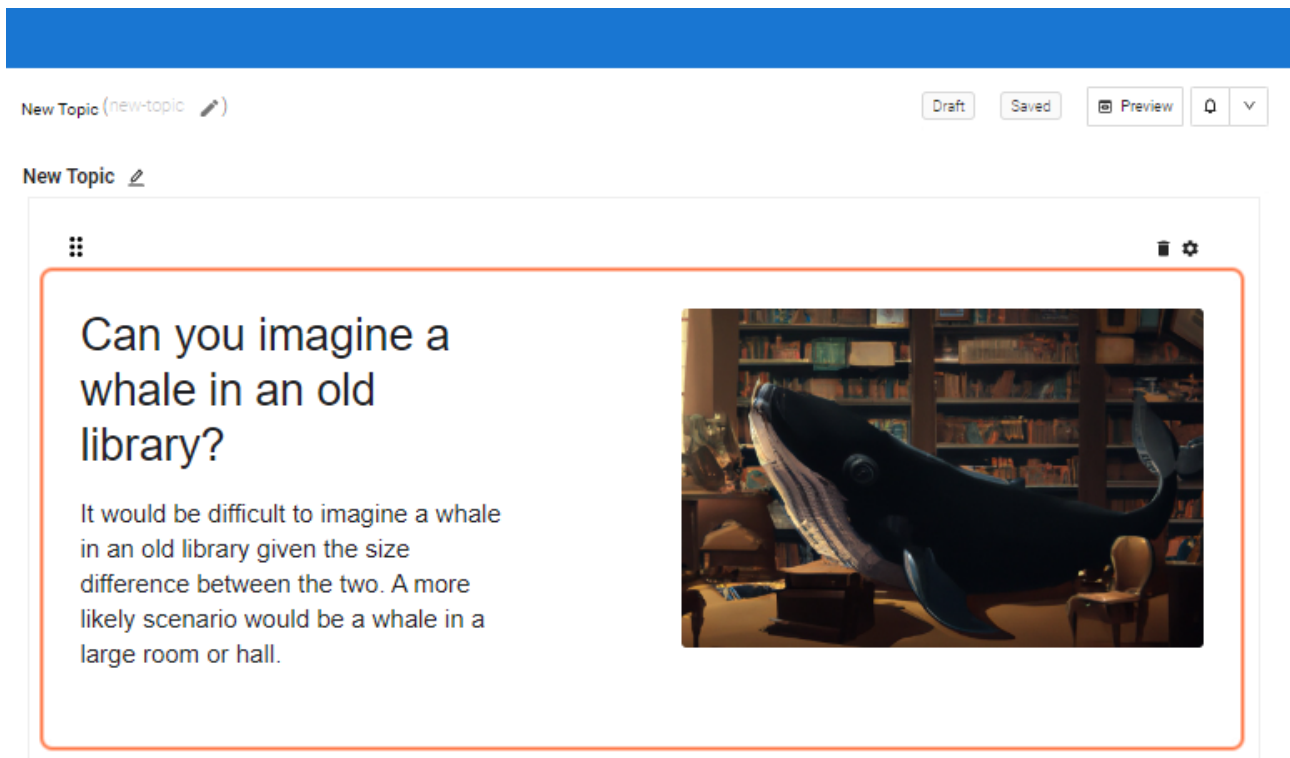 New Topic (new-topic )
Draft
Saved
Preview
New Topic
Can you imagine a
whale in an old
library?
It would be difficult to imagine a whale
in an old library given the size
difference between the two. A more
likely scenario would be a whale in a
large room or hall.